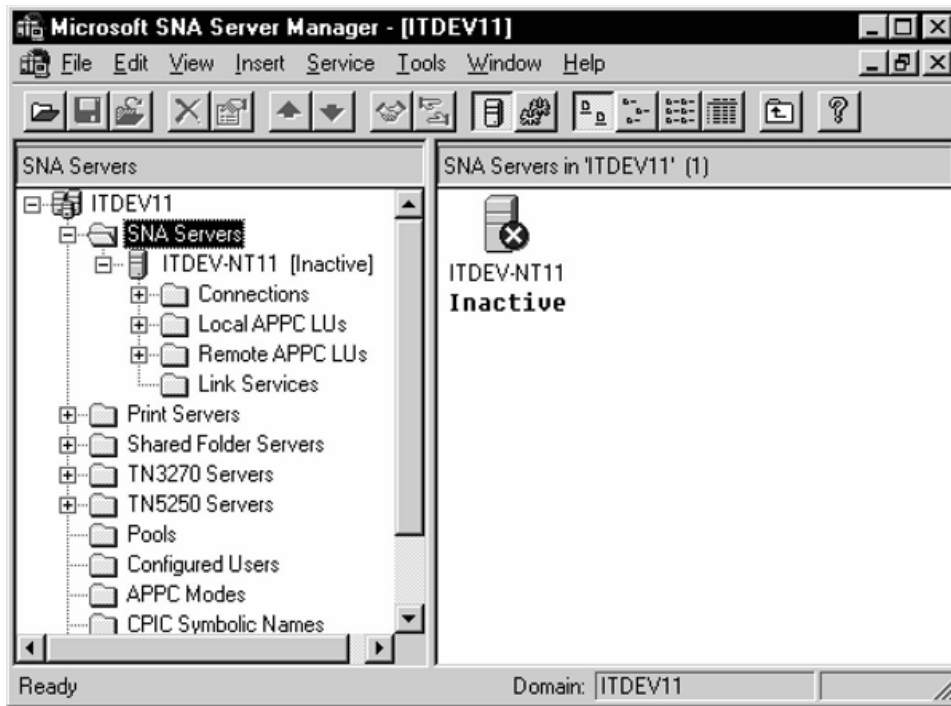 Microsoft SNA Server Manager - [ITDEV11]
File Edit View Insert Service Tools Window Help
SNA Servers
ITDEV11
SNA Servers
ITDEV-NT11 [Inactive]
Connections
Local APPC LUs
Remote APPC LUs
Link Services
Print Servers
Shared Folder Servers
TN3270 Servers
TN5250 Servers
Pools
Configured Users
APPC Modes
CPIC Symbolic Names
SNA Servers in 'ITDEV11' (1)
ITDEV-NT11
Inactive
Ready
Domain: ITDEV11